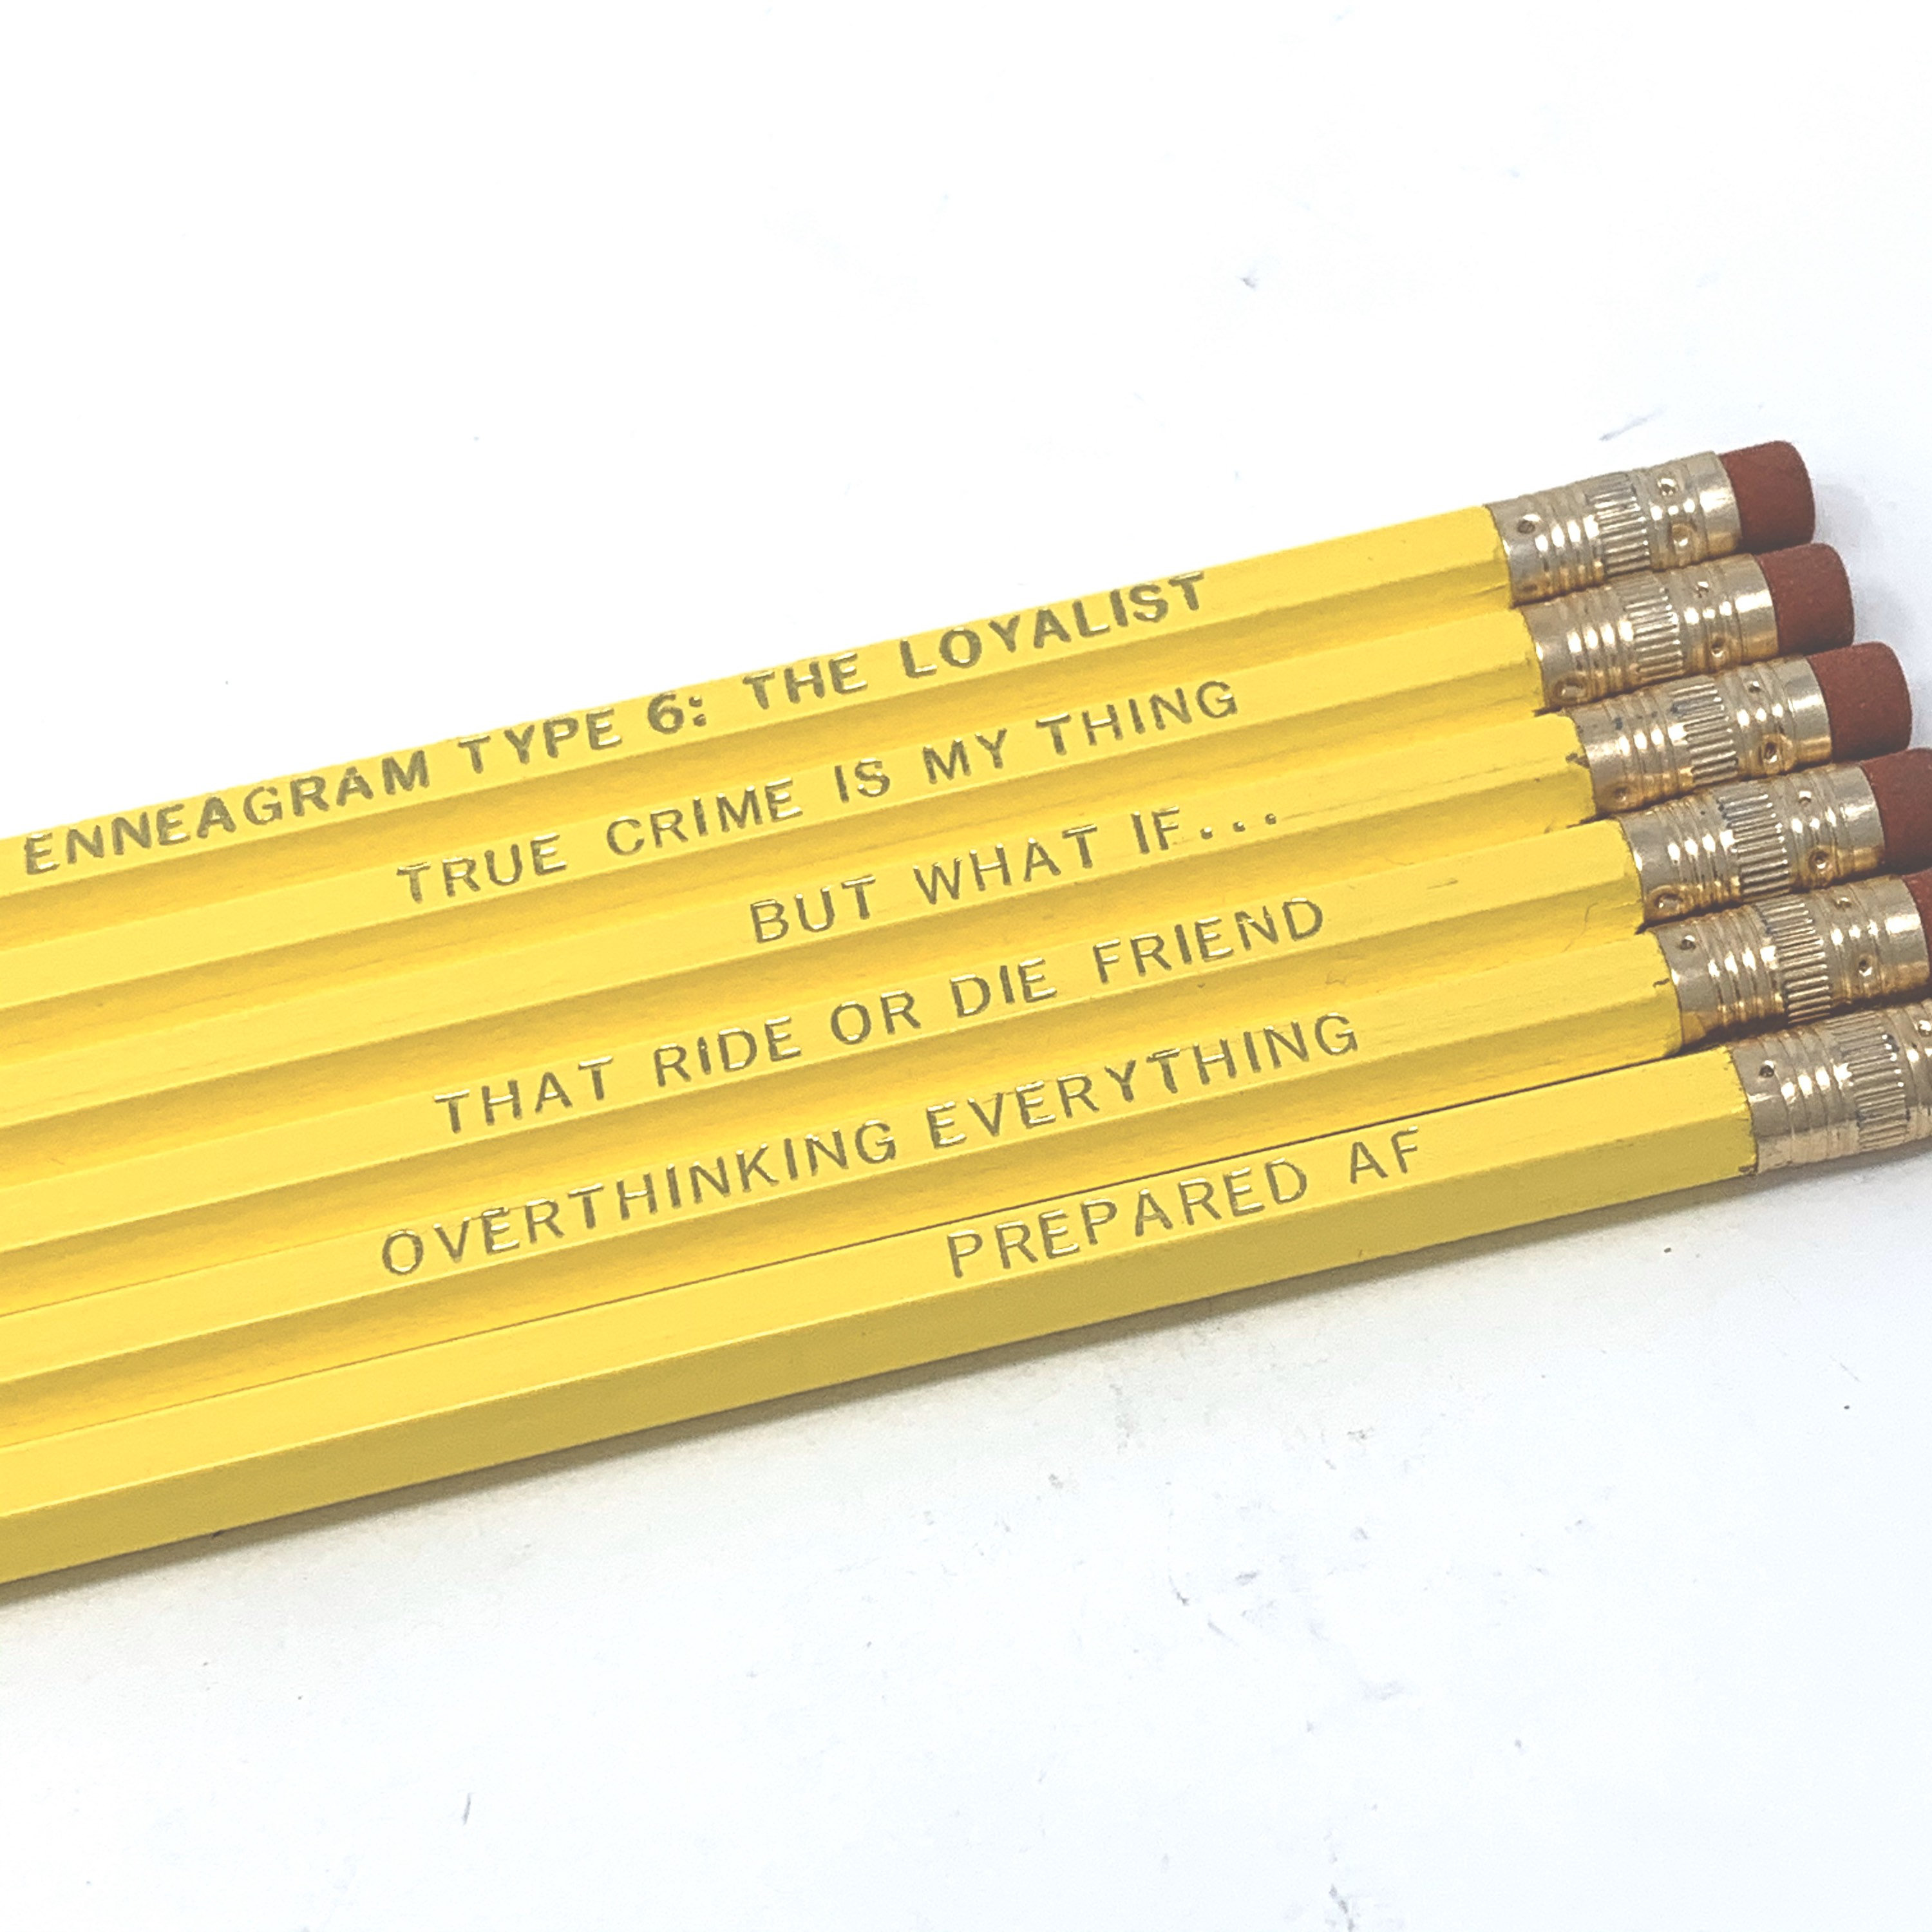 ENNEAGRAM TYPE 6: THE LOYALIST
TRUE CRIME IS MY THING
BUT WHAT IF...
THAT RIDE OR DIE FRIEND
OVERTHINKING EVERYTHING
PREPARED AF